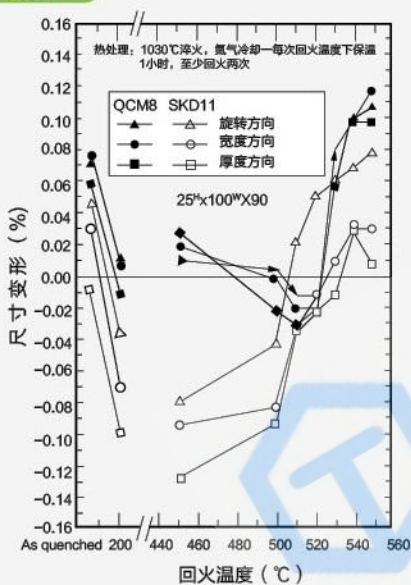 0.16
热处理：1030℃淬火，氮气冷却一每次回火温度下保温
1小时，至少回火两次
0.14
0.12
0.10
0.08
0.06
0.04
0.02
0.00
-0.02
-0.04
-0.06
-0.08
-0.10
-0.12
-0.14
-0.16
QCM8 SKD11
旋转方向
宽度方向
厚度方向
25ᴴx100ᵂX90
尺寸变形（%）
As quenched 200 440 460 480 500 520 540 560
回火温度（℃）